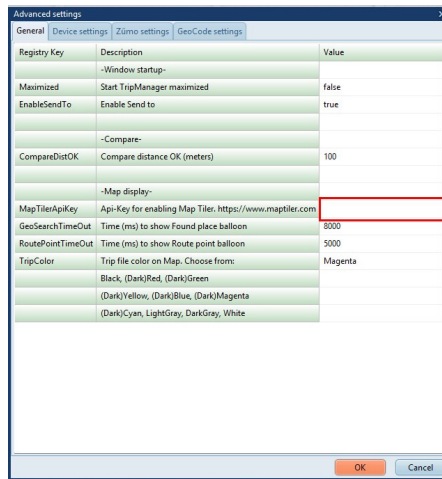 Advanced settings
General Device settings Zūmo settings GeoCode settings
Registry Key Description Value
-Window startup-
Maximized Start TripManager maximized false
EnableSendTo Enable Send to true
-Compare-
CompareDistOK Compare distance OK (meters) 100
-Map display-
MapTilerApiKey Api-Key for enabling Map Tiler. https://www.maptiler.com
GeoSearchTimeOut Time (ms) to show Found place balloon 8000
RoutePointTimeOut Time (ms) to show Route point balloon 5000
TripColor Trip file color on Map. Choose from: Magenta
Black, (Dark)Red, (Dark)Green
(Dark)Yellow, (Dark)Blue, (Dark)Magenta
(Dark)Cyan, LightGray, DarkGray, White
OK Cancel